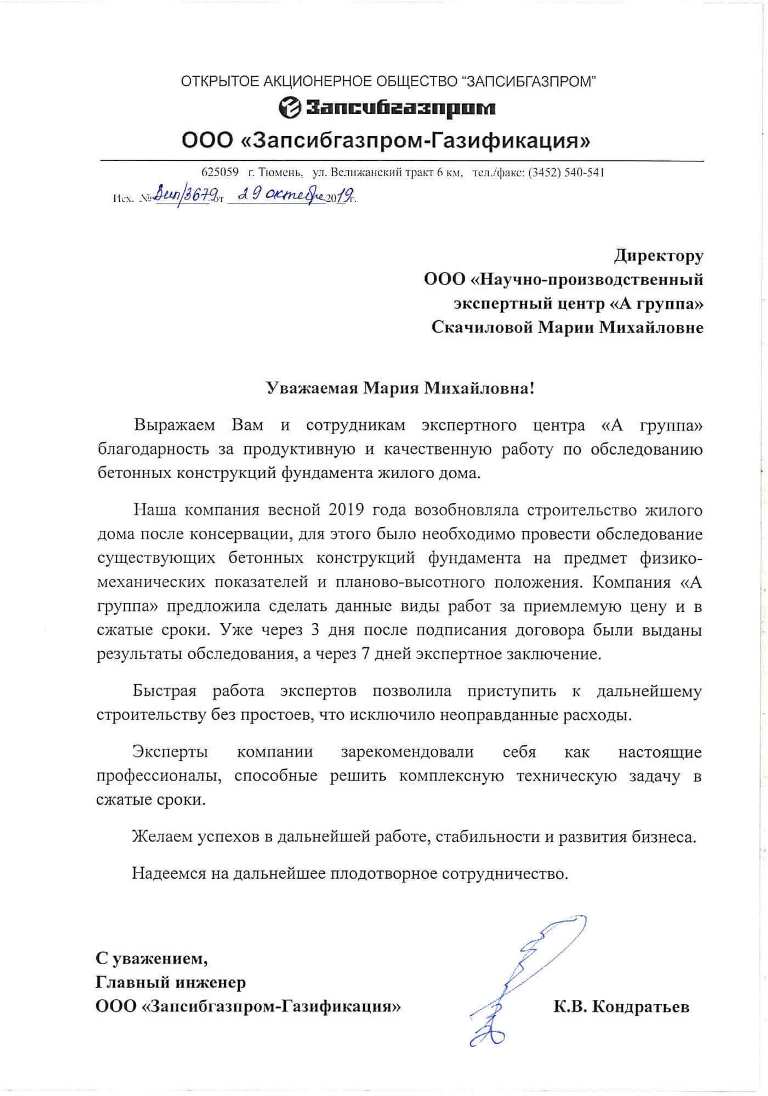 ОТКРЫТОЕ АКЦИОНЕРНОЕ ОБЩЕСТВО "ЗАПСИБГАЗПРОМ"
Запсибгазпром
ООО «Запсибгазпром-Газификация»
625059 г. Тюмень, ул. Велижанский тракт 6 км, тел./факс: (3452) 540-541
Исх. № /3679 от 29 октября 2019г.
Директору
ООО «Научно-производственный
экспертный центр «А группа»
Скачиловой Марии Михайловне
Уважаемая Мария Михайловна!
Выражаем Вам и сотрудникам экспертного центра «А группа»
благодарность за продуктивную и качественную работу по обследованию
бетонных конструкций фундамента жилого дома.
Наша компания весной 2019 года возобновляла строительство жилого
дома после консервации, для этого было необходимо провести обследование
существующих бетонных конструкций фундамента на предмет физико-
механических показателей и планово-высотного положения. Компания «А
группа» предложила сделать данные виды работ за приемлемую цену и в
сжатые сроки. Уже через 3 дня после подписания договора были выданы
результаты обследования, а через 7 дней экспертное заключение.
Быстрая работа экспертов позволила приступить к дальнейшему
строительству без простоев, что исключило неоправданные расходы.
Эксперты компании зарекомендовали себя как настоящие
профессионалы, способные решить комплексную техническую задачу в
сжатые сроки.
Желаем успехов в дальнейшей работе, стабильности и развития бизнеса.
Надеемся на дальнейшее плодотворное сотрудничество.
С уважением,
Главный инженер
ООО «Запсибгазпром-Газификация» К.В. Кондратьев